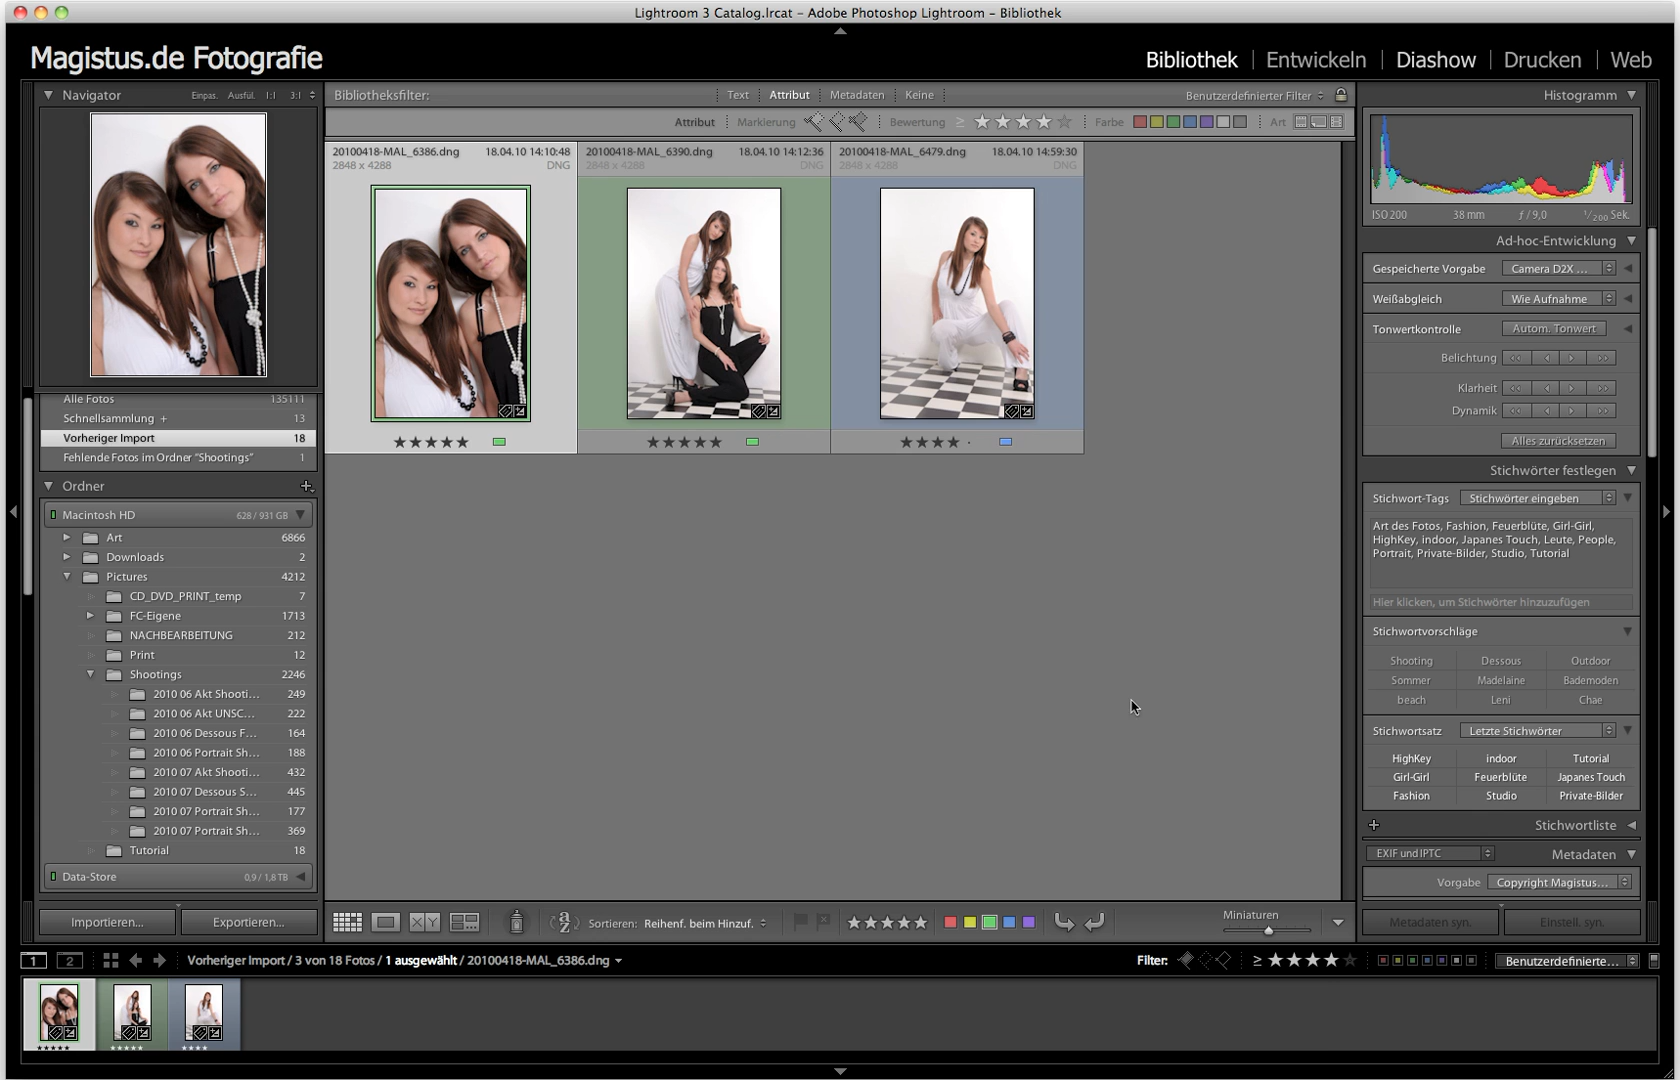 Lightroom 3 Catalog.lrcat – Adobe Photoshop Lightroom – Bibliothek
Magistus.de Fotografie
Bibliothek | Entwickeln | Diashow | Drucken | Web
Navigator Einpas. Ausfül. 1:1 3:1
Bibliotheksfilter: Text Attribut Metadaten Keine Benutzerdefinierter Filter
Histogramm
Attribut Markierung Bewertung ≥ Farbe Art
20100418-MAL_6386.dng 18.04.10 14:10:48
2848 x 4288 DNG
20100418-MAL_6390.dng 18.04.10 14:12:36
2848 x 4288 DNG
20100418-MAL_6479.dng 18.04.10 14:59:30
2848 x 4288 DNG
Alle Fotos 135111
Schnellsammlung + 13
Vorheriger Import 18
Fehlende Fotos im Ordner "Shootings" 1
Ordner
Macintosh HD 628 / 931 GB
Art 6866
Downloads 2
Pictures 4212
CD_DVD_PRINT_temp 7
FC-Eigene 1713
NACHBEARBEITUNG 212
Print 12
Shootings 2246
2010 06 Akt Shooti... 249
2010 06 Akt UNSC... 222
2010 06 Dessous F... 164
2010 06 Portrait Sh... 188
2010 07 Akt Shooti... 432
2010 07 Dessous S... 445
2010 07 Portrait Sh... 177
2010 07 Portrait Sh... 369
Tutorial 18
Data-Store 0,9 / 1,8 TB
Importieren... Exportieren...
ISO 200 38 mm ƒ / 9,0 1/200 Sek.
Ad-hoc-Entwicklung
Gespeicherte Vorgabe Camera D2X ...
Weißabgleich Wie Aufnahme
Tonwertkontrolle Autom. Tonwert
Belichtung
Klarheit
Dynamik
Alles zurücksetzen
Stichwörter festlegen
Stichwort-Tags Stichwörter eingeben
Art des Fotos, Fashion, Feuerblüte, Girl-Girl,
HighKey, indoor, Japanes Touch, Leute, People,
Portrait, Private-Bilder, Studio, Tutorial
Hier klicken, um Stichwörter hinzuzufügen
Stichwortvorschläge
Shooting Dessous Outdoor
Sommer Madelaine Bademoden
beach Leni Chae
Stichwortsatz Letzte Stichwörter
HighKey indoor Tutorial
Girl-Girl Feuerblüte Japanes Touch
Fashion Studio Private-Bilder
Stichwortliste
EXIF und IPTC Metadaten
Vorgabe Copyright Magistus...
Metadaten syn. Einstell. syn.
XY Sortieren: Reihenf. beim Hinzuf. Miniaturen
1 2 Vorheriger Import / 3 von 18 Fotos / 1 ausgewählt / 20100418-MAL_6386.dng Filter: ≥ Benutzerdefinierte...